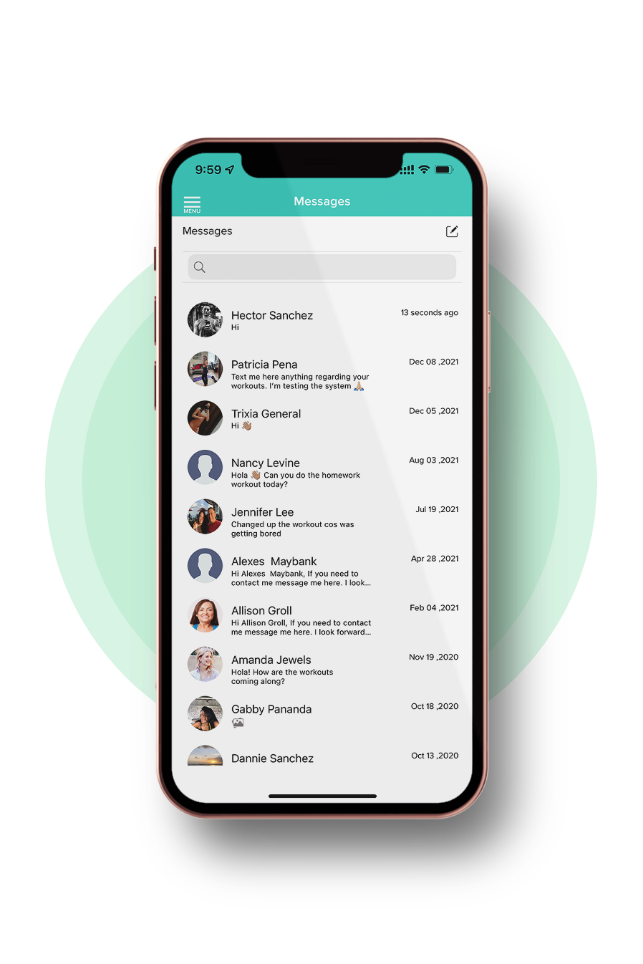 9:59
MENU
Messages
Messages
Hector Sanchez
13 seconds ago
Hi
Patricia Pena
Dec 08 ,2021
Text me here anything regarding your
workouts. I'm testing the system 🙏🏼
Trixia General
Dec 05 ,2021
Hi 👋🏽
Nancy Levine
Aug 03 ,2021
Hola 👋🏽 Can you do the homework
workout today?
Jennifer Lee
Jul 19 ,2021
Changed up the workout cos was
getting bored
Alexes  Maybank
Apr 28 ,2021
Hi Alexes  Maybank, If you need to
contact me message me here. I look...
Allison Groll
Feb 04 ,2021
Hi Allison Groll, If you need to contact
me message me here. I look forward...
Amanda Jewels
Nov 19 ,2020
Hola! How are the workouts
coming along?
Gabby Pananda
Oct 18 ,2020
Dannie Sanchez
Oct 13 ,2020